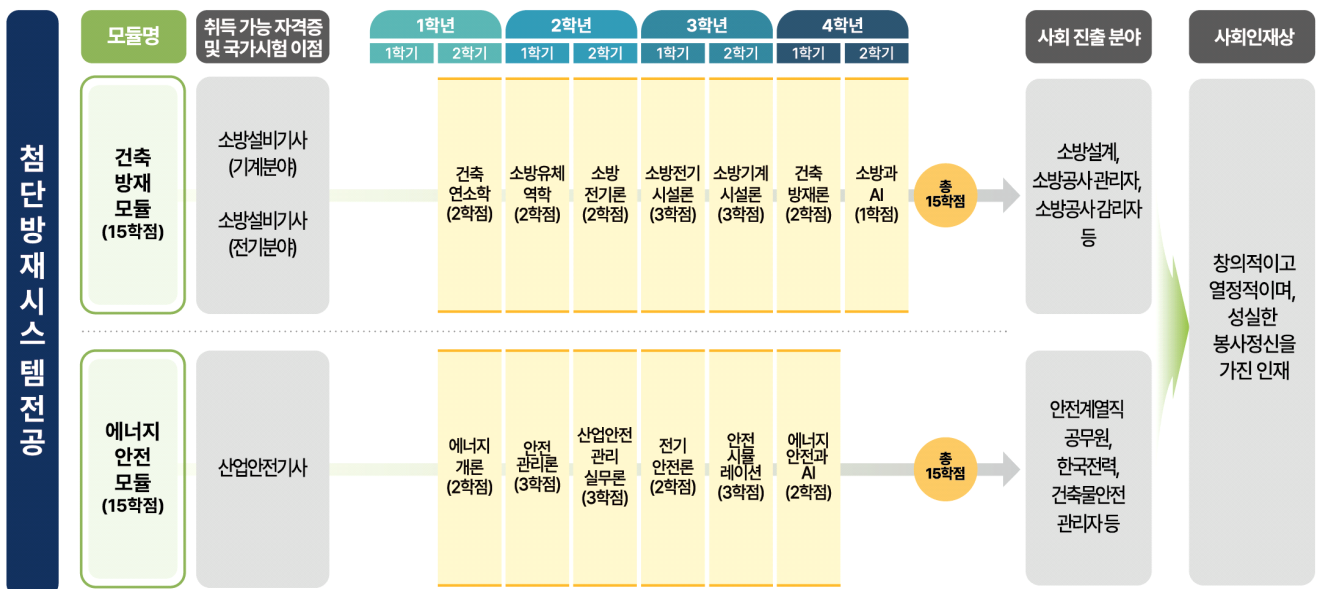 첨단방재시스템전공
모듈명
취득 가능 자격증
및 국가시험 이점
1학년
2학년
3학년
4학년
1학기
2학기
1학기
2학기
1학기
2학기
1학기
2학기
사회 진출 분야
사회인재상
건축
방재
모듈
(15학점)
소방설비기사
(기계분야)
소방설비기사
(전기분야)
건축
연소학
(2학점)
소방유체
역학
(2학점)
소방
전기론
(2학점)
소방전기
시설론
(3학점)
소방기계
시설론
(3학점)
건축
방재론
(2학점)
소방과
AI
(1학점)
총
15학점
소방설계,
소방공사 관리자,
소방공사 감리자
등
에너지
안전
모듈
(15학점)
산업안전기사
에너지
개론
(2학점)
안전
관리론
(3학점)
산업안전
관리
실무론
(3학점)
전기
안전론
(2학점)
안전
시뮬
레이션
(3학점)
에너지
안전과
AI
(2학점)
총
15학점
안전계열직
공무원,
한국전력,
건축물안전
관리자 등
창의적이고
열정적이며,
성실한
봉사정신을
가진 인재